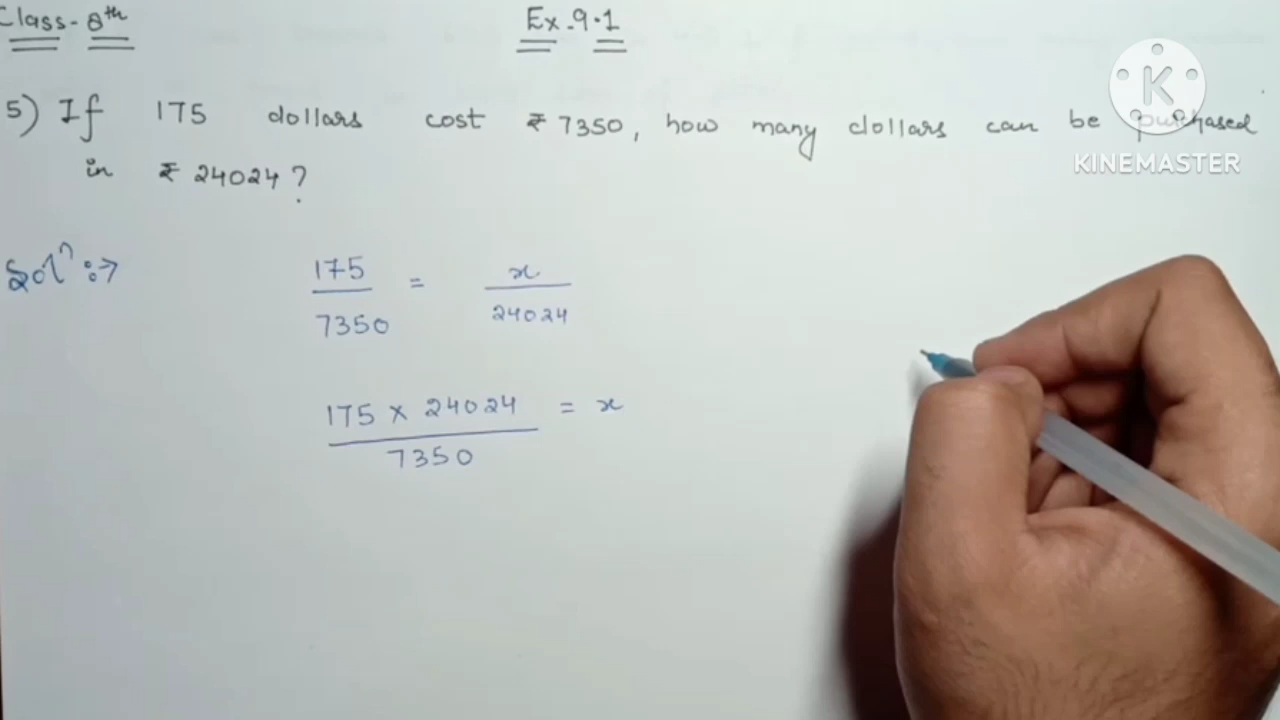 Class-8th
Ex.9.1
5) If 175 dollars cost ₹ 7350, how many dollars can be purchased
in ₹ 24024?
K
KINEMASTER
Solⁿ :→
175/7350 = x/24024
175 × 24024/7350 = x